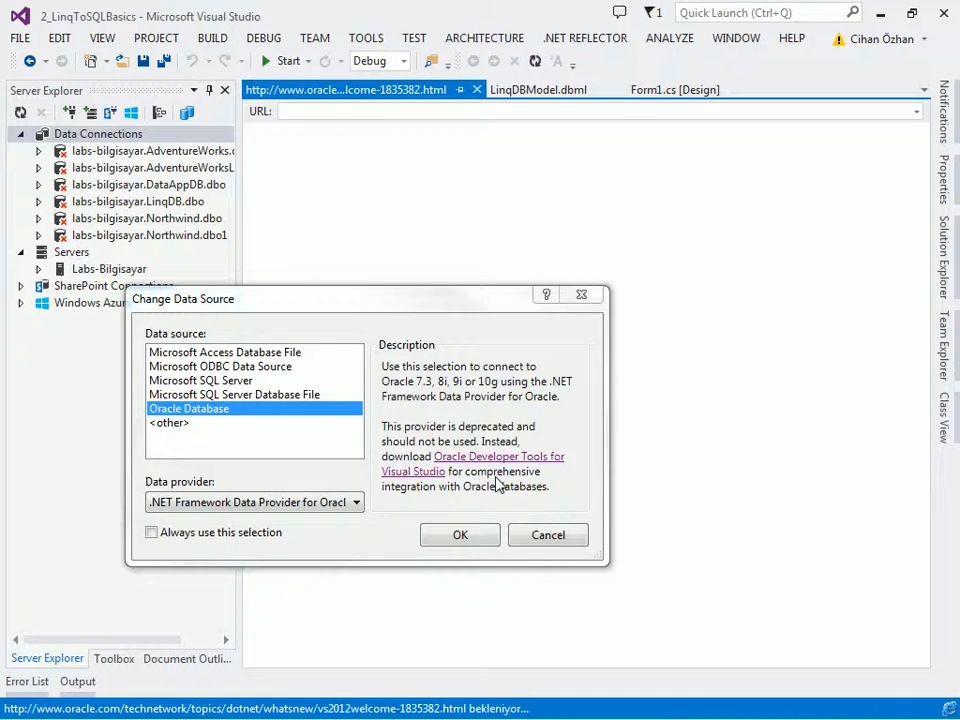 2_LinqToSQLBasics - Microsoft Visual Studio
1
Quick Launch (Ctrl+Q)
FILE EDIT VIEW PROJECT BUILD DEBUG TEAM TOOLS TEST ARCHITECTURE .NET REFLECTOR ANALYZE WINDOW HELP
Cihan Özhan
Start
Debug
Server Explorer
http://www.oracle...lcome-1835382.html
LinqDBModel.dbml
Form1.cs [Design]
URL:
Data Connections
labs-bilgisayar.AdventureWorks.c
labs-bilgisayar.AdventureWorksL
labs-bilgisayar.DataAppDB.dbo
labs-bilgisayar.LinqDB.dbo
labs-bilgisayar.Northwind.dbo
labs-bilgisayar.Northwind.dbo1
Servers
Labs-Bilgisayar
SharePoint Connections
Windows Azur
Change Data Source
Data source:
Microsoft Access Database File
Microsoft ODBC Data Source
Microsoft SQL Server
Microsoft SQL Server Database File
Oracle Database
<other>
Data provider:
.NET Framework Data Provider for Oracl
Always use this selection
Description
Use this selection to connect to
Oracle 7.3, 8i, 9i or 10g using the .NET
Framework Data Provider for Oracle.
This provider is deprecated and
should not be used. Instead,
download Oracle Developer Tools for
Visual Studio for comprehensive
integration with Oracle databases.
OK
Cancel
Notifications
Properties
Solution Explorer
Team Explorer
Class View
Server Explorer
Toolbox
Document Outli...
Error List
Output
http://www.oracle.com/technetwork/topics/dotnet/whatsnew/vs2012welcome-1835382.html bekleniyor...